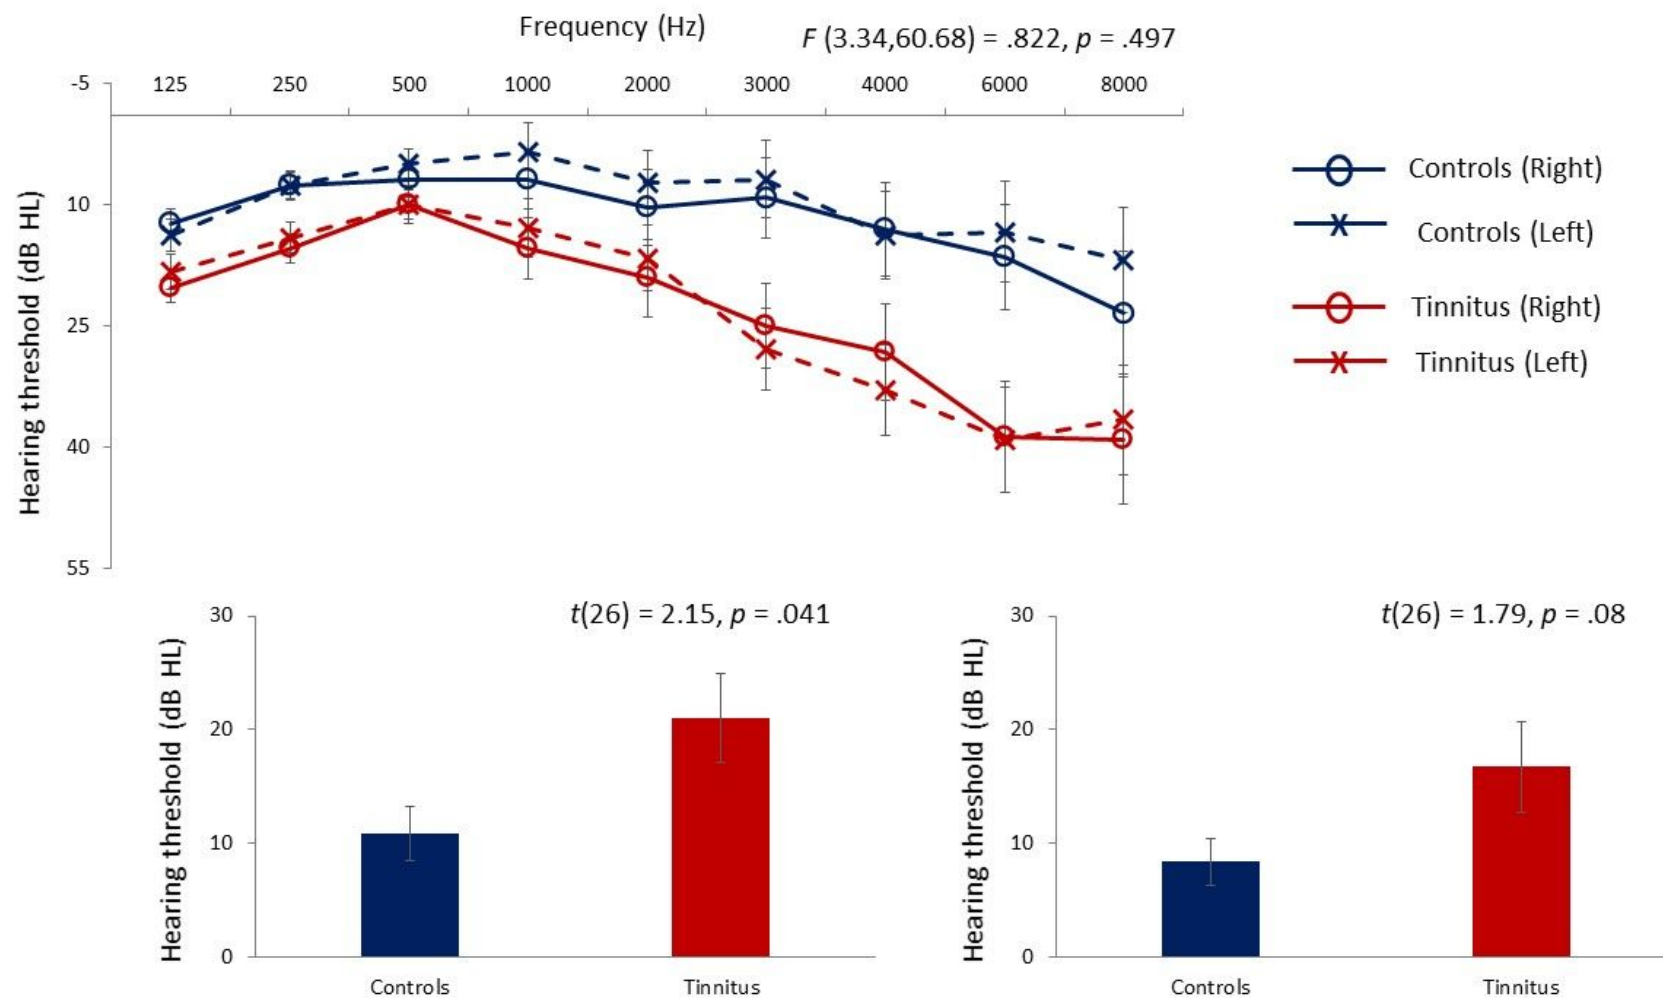 Frequency (Hz)
F (3.34,60.68) = .822, p = .497
-5 125 250 500 1000 2000 3000 4000 6000 8000
10
25
40
55
Hearing threshold (dB HL)
Controls (Right)
Controls (Left)
Tinnitus (Right)
Tinnitus (Left)
t(26) = 2.15, p = .041
30
20
10
0
Hearing threshold (dB HL)
Controls Tinnitus
t(26) = 1.79, p = .08
30
20
10
0
Hearing threshold (dB HL)
Controls Tinnitus